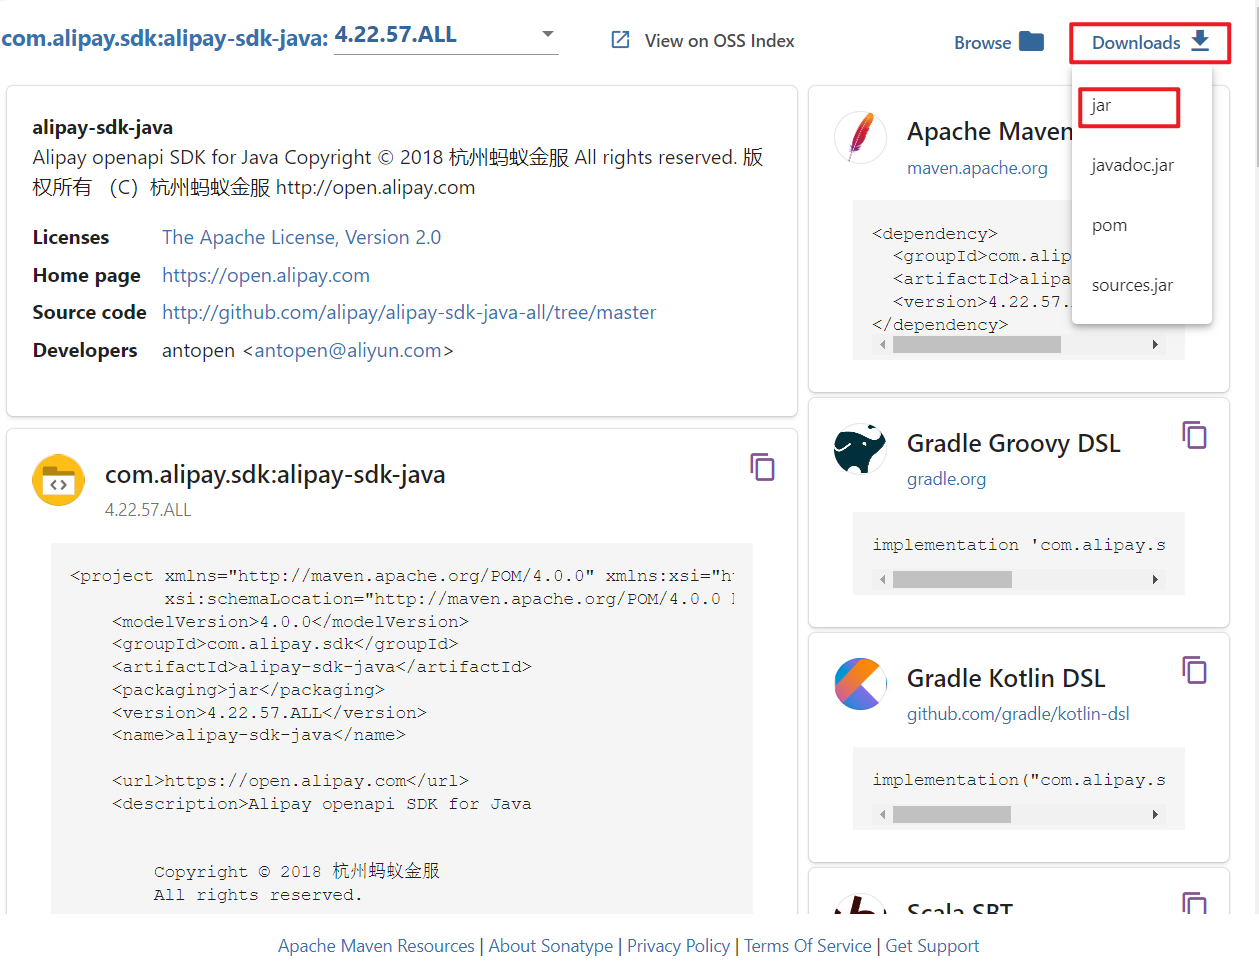 com.alipay.sdk:alipay-sdk-java: 4.22.57.ALL
View on OSS Index
Browse
Downloads
jar
javadoc.jar
pom
sources.jar
alipay-sdk-java
Alipay openapi SDK for Java Copyright © 2018 杭州蚂蚁金服 All rights reserved. 版
权所有 （C）杭州蚂蚁金服 http://open.alipay.com
Licenses The Apache License, Version 2.0
Home page https://open.alipay.com
Source code http://github.com/alipay/alipay-sdk-java-all/tree/master
Developers antopen <antopen@aliyun.com>
com.alipay.sdk:alipay-sdk-java
4.22.57.ALL
<project xmlns="http://maven.apache.org/POM/4.0.0" xmlns:xsi="ht
xsi:schemaLocation="http://maven.apache.org/POM/4.0.0
<modelVersion>4.0.0</modelVersion>
<groupId>com.alipay.sdk</groupId>
<artifactId>alipay-sdk-java</artifactId>
<packaging>jar</packaging>
<version>4.22.57.ALL</version>
<name>alipay-sdk-java</name>
<url>https://open.alipay.com</url>
<description>Alipay openapi SDK for Java
Copyright © 2018 杭州蚂蚁金服
All rights reserved.
Apache Maven
maven.apache.org
<dependency>
<groupId>com.alip
<artifactId>alipa
<version>4.22.57.
</dependency>
Gradle Groovy DSL
gradle.org
implementation 'com.alipay.s
Gradle Kotlin DSL
github.com/gradle/kotlin-dsl
implementation("com.alipay.s
Scala SBT
Apache Maven Resources | About Sonatype | Privacy Policy | Terms Of Service | Get Support